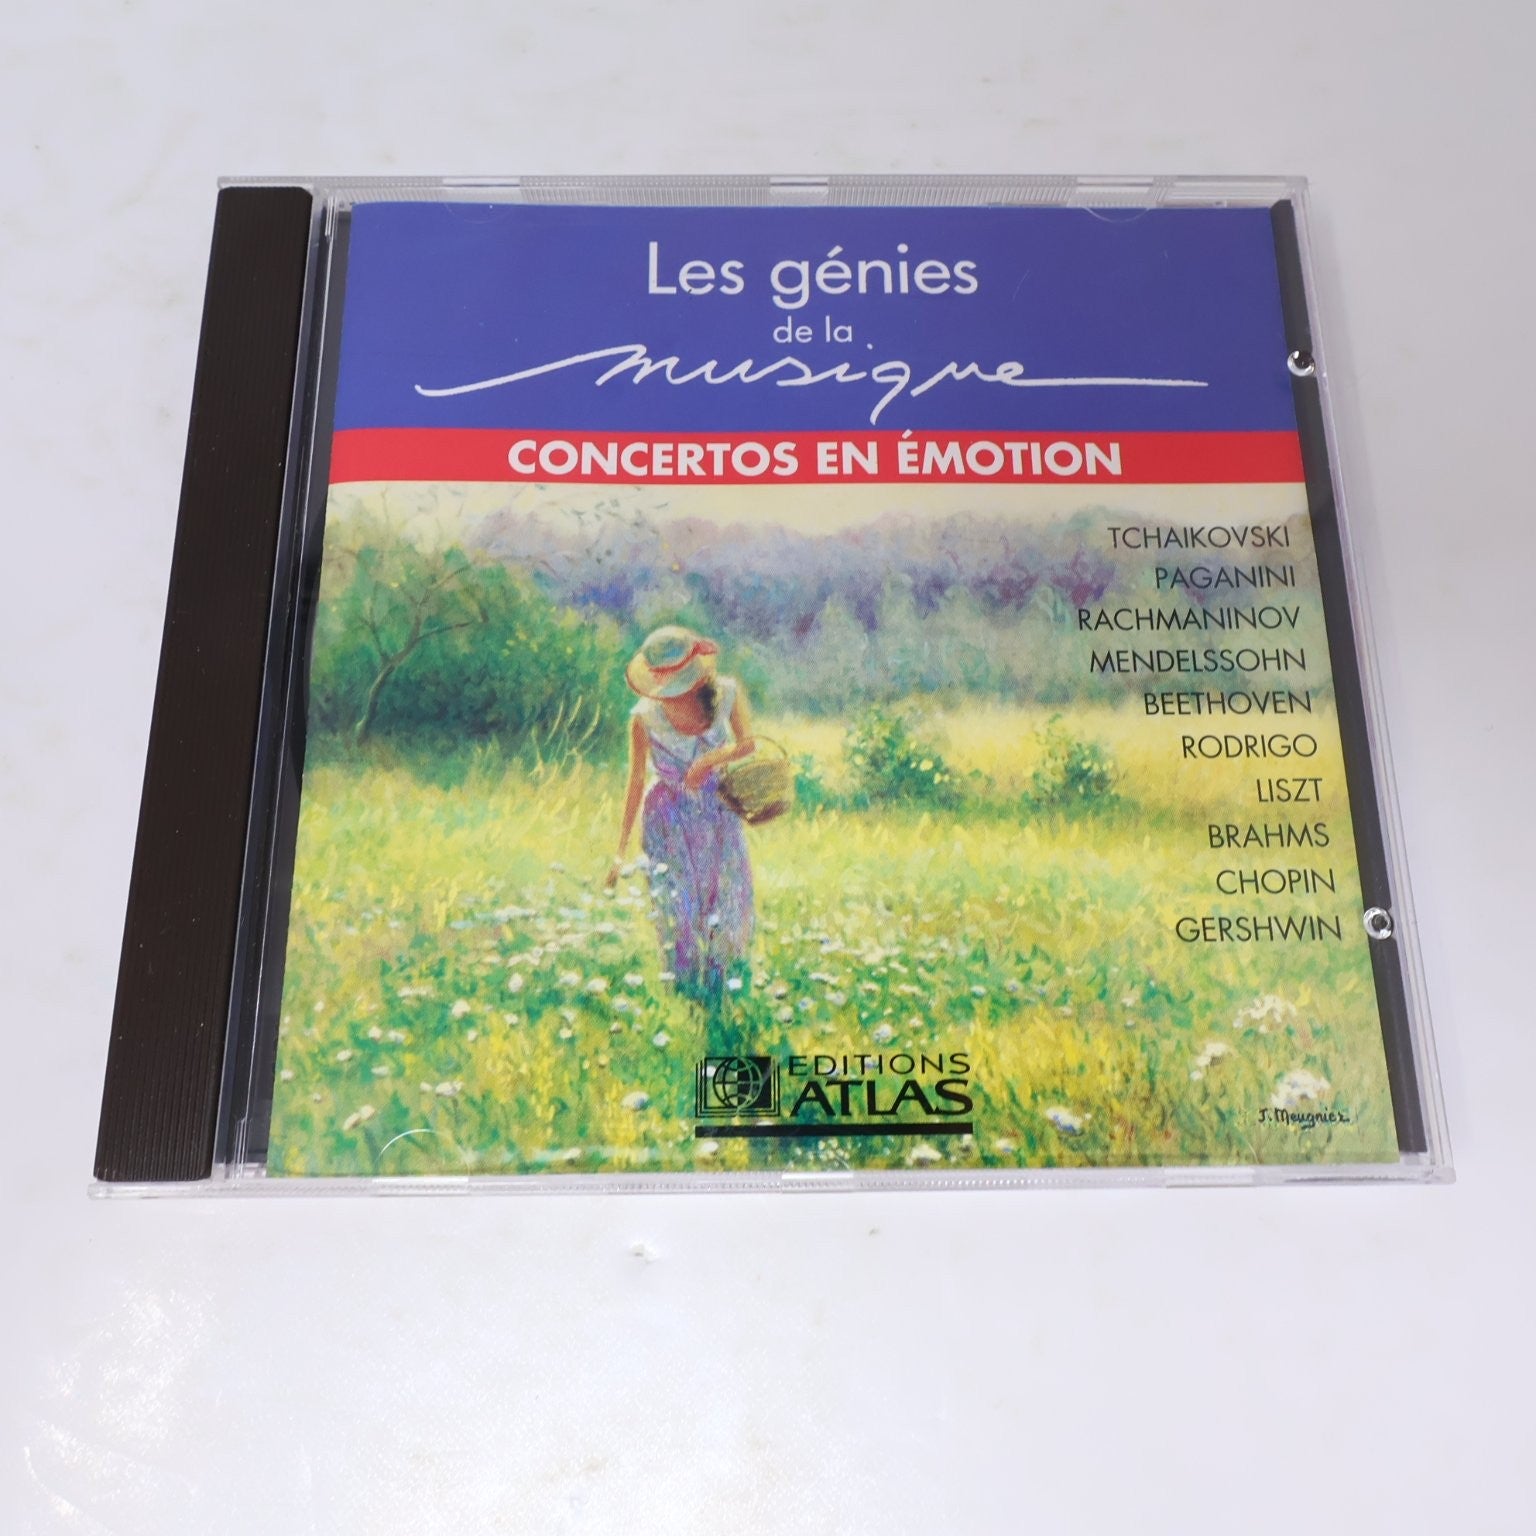 Les génies
de la
musique
CONCERTOS EN ÉMOTION
TCHAIKOVSKI
PAGANINI
RACHMANINOV
MENDELSSOHN
BEETHOVEN
RODRIGO
LISZT
BRAHMS
CHOPIN
GERSHWIN
EDITIONS
ATLAS
J. Meugnier